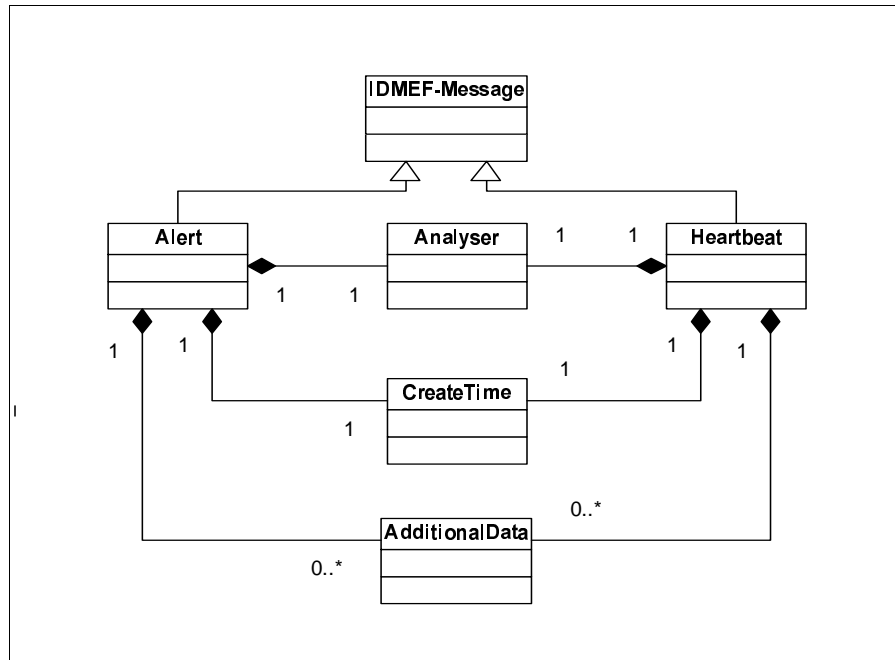 IDMEF-Message
Alert
Analyser
Heartbeat
1
1
1
1
1
1
1
1
CreateTime
1
1
AdditionalData
0..*
0..*